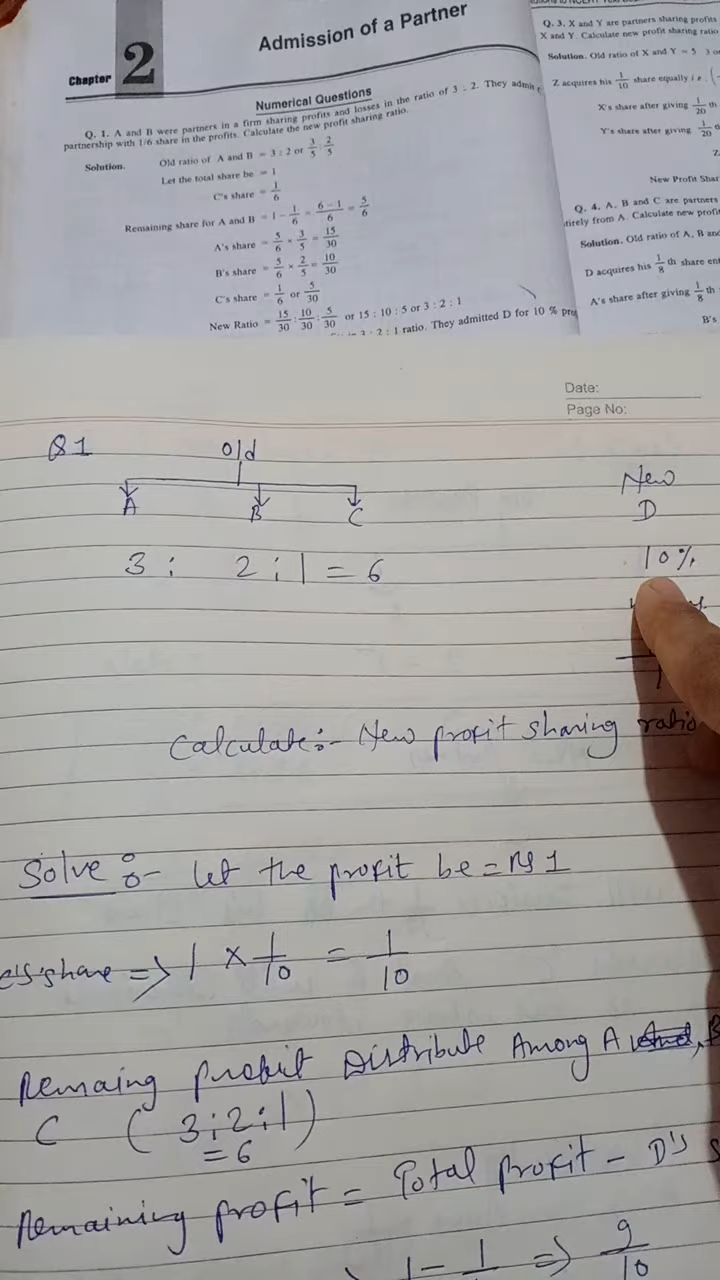 Chapter 2
Admission of a Partner
Numerical Questions
Q. 1. A and B were partners in a firm sharing profits and losses in the ratio of 3 : 2. They admit
partnership with 1/6 share in the profits. Calculate the new profit sharing ratio.
Solution. Old ratio of A and B = 3 : 2 or 3/5 : 2/5
Let the total share be = 1
C's share = 1/6
Remaining share for A and B = 1 - 1/6 = 6 - 1/6 = 5/6
A's share = 5/6 × 3/5 = 15/30
B's share = 5/6 × 2/5 = 10/30
C's share = 1/6 or 5/30
New Ratio = 15/30 : 10/30 : 5/30 or 15 : 10 : 5 or 3 : 2 : 1
3 : 2 : 1 ratio. They admitted D for 10 %
Q. 3. X and Y are partners sharing profits
X and Y. Calculate new profit sharing ratio
Solution. Old ratio of X and Y = 5
Z acquires his 1/10 share equally i.e. (
X's share after giving 1/20 th
Y's share after giving 1/20
Z
New Profit Shar
Q. 4. A, B and C are partners
tirely from A. Calculate new profi
Solution. Old ratio of A, B and
D acquires his 1/8 th share ent
A's share after giving 1/8 th
B's
Date:
Page No:
Q1 Old
New
A B C D
3 : 2 : 1 = 6 10%
Calculate:- New profit sharing ratio
Solve :- let the profit be = Rs 1
share => 1 × 1/10 = 1/10
Remaing profit Distribute Among A , B
C ( 3:2:1 )
= 6
Remaining profit = Total profit - D's s
1 - 1 => 9/10